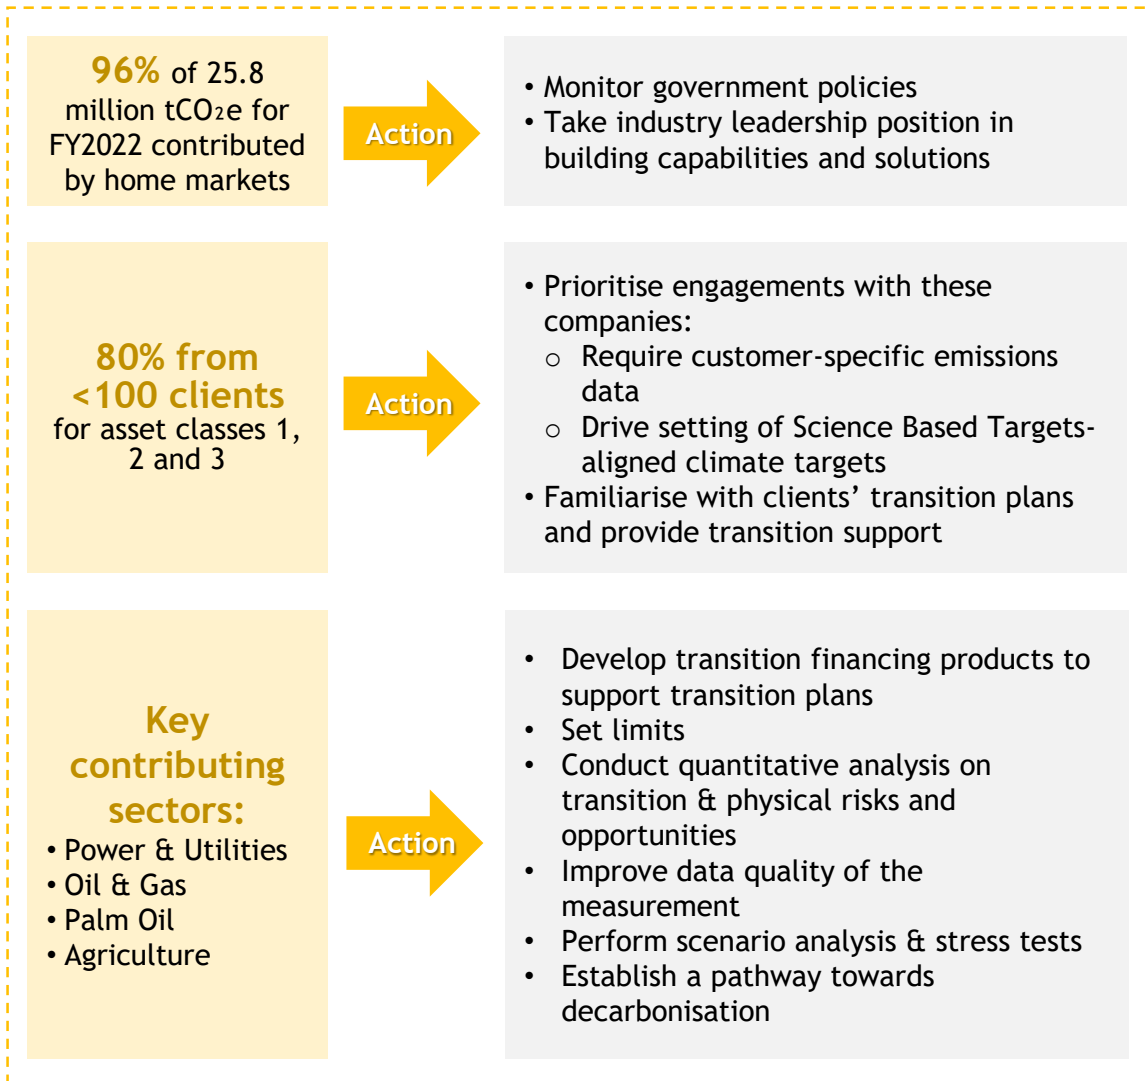 96% of 25.8
million tCO₂e for
FY2022 contributed
by home markets
Action
• Monitor government policies
• Take industry leadership position in
building capabilities and solutions
80% from
<100 clients
for asset classes 1,
2 and 3
Action
• Prioritise engagements with these
companies:
o Require customer-specific emissions
data
o Drive setting of Science Based Targets-
aligned climate targets
• Familiarise with clients’ transition plans
and provide transition support
Key
contributing
sectors:
• Power & Utilities
• Oil & Gas
• Palm Oil
• Agriculture
Action
• Develop transition financing products to
support transition plans
• Set limits
• Conduct quantitative analysis on
transition & physical risks and
opportunities
• Improve data quality of the
measurement
• Perform scenario analysis & stress tests
• Establish a pathway towards
decarbonisation